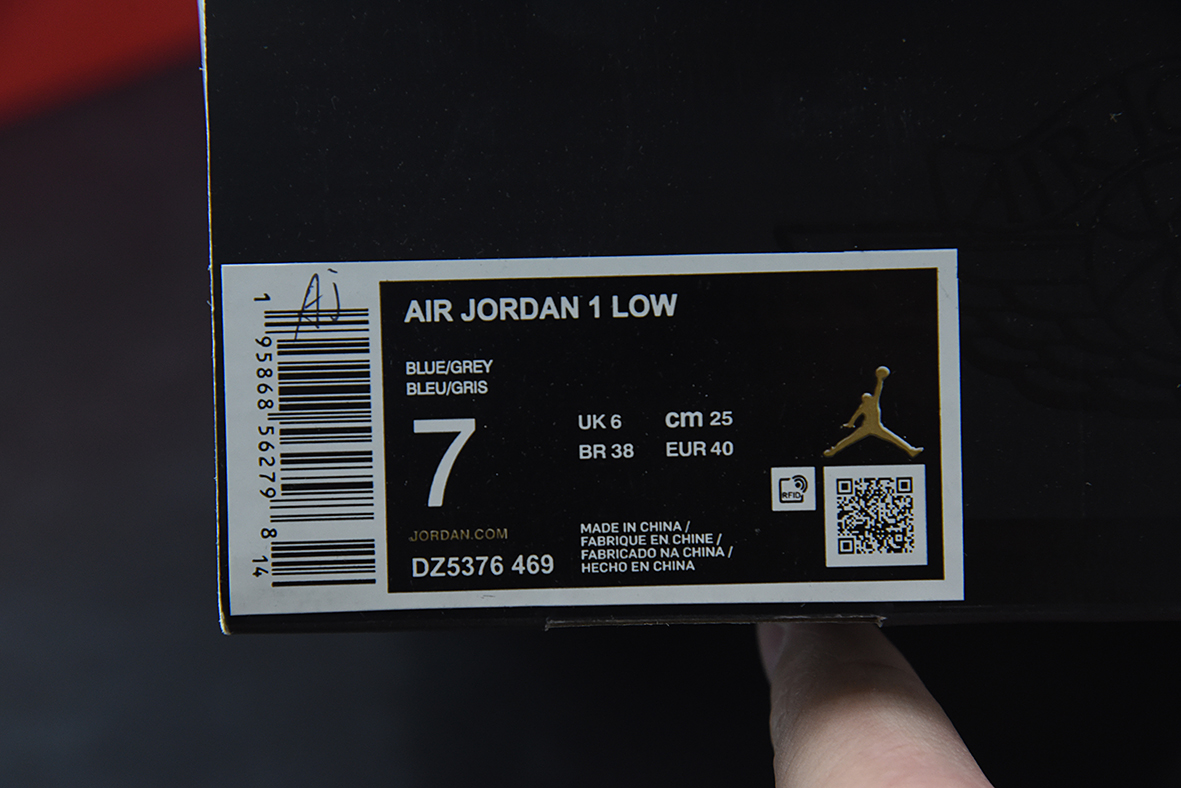 Aj
1 95868 56279 8 14
AIR JORDAN 1 LOW
BLUE/GREY
BLEU/GRIS
7
UK 6 cm 25
BR 38 EUR 40
RFID
JORDAN.COM
DZ5376 469
MADE IN CHINA /
FABRIQUE EN CHINE /
FABRICADO NA CHINA /
HECHO EN CHINA